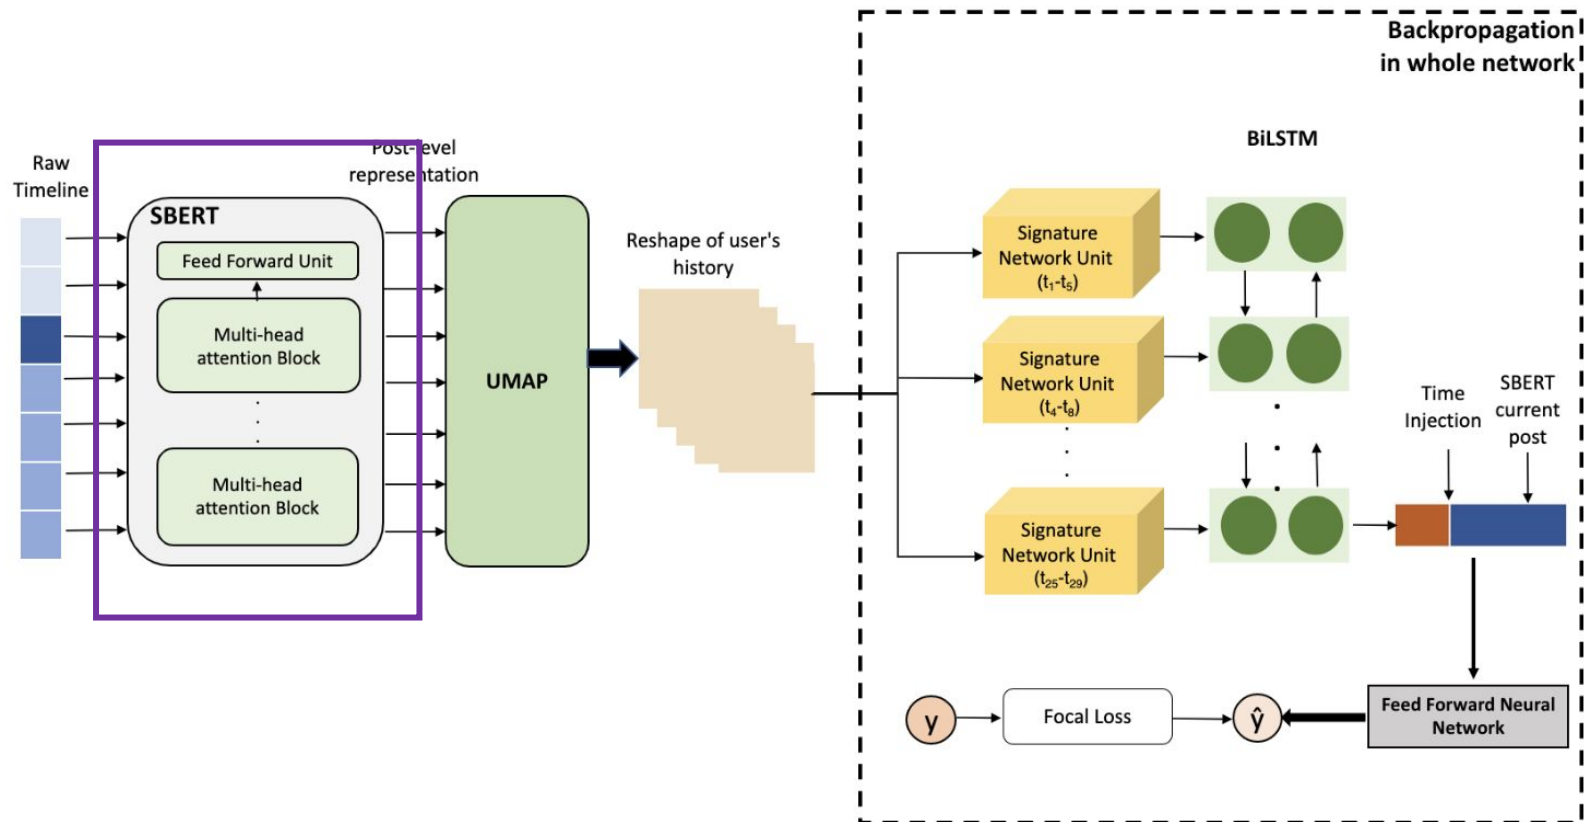 Backpropagation
in whole network
Raw
Timeline
SBERT
Feed Forward Unit
Multi-head
attention Block
.
.
.
Multi-head
attention Block
Post-level
representation
UMAP
Reshape of user's
history
Signature
Network Unit
(t₁-t₅)
Signature
Network Unit
(t₄-t₈)
.
.
.
Signature
Network Unit
(t₂₅-t₂₉)
BiLSTM
Time
Injection
SBERT
current
post
Feed Forward Neural
Network
ŷ
Focal Loss
y